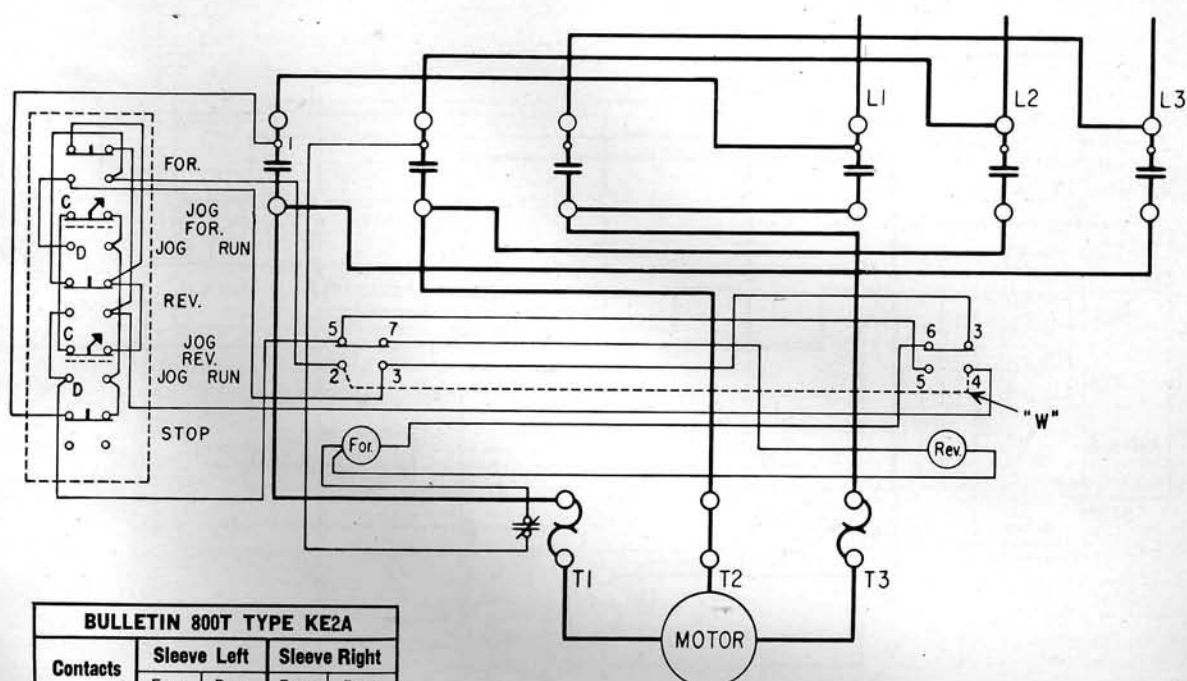 L1
L2
L3
1
FOR.
C
JOG
FOR.
D
JOG RUN
REV.
C
JOG
REV.
D
JOG RUN
STOP
5 7
2 3
6 3
5 4
"W"
For.
Rev.
T1
T2
T3
MOTOR
BULLETIN 800T TYPE KE2A
Contacts
Sleeve Left
Sleeve Right